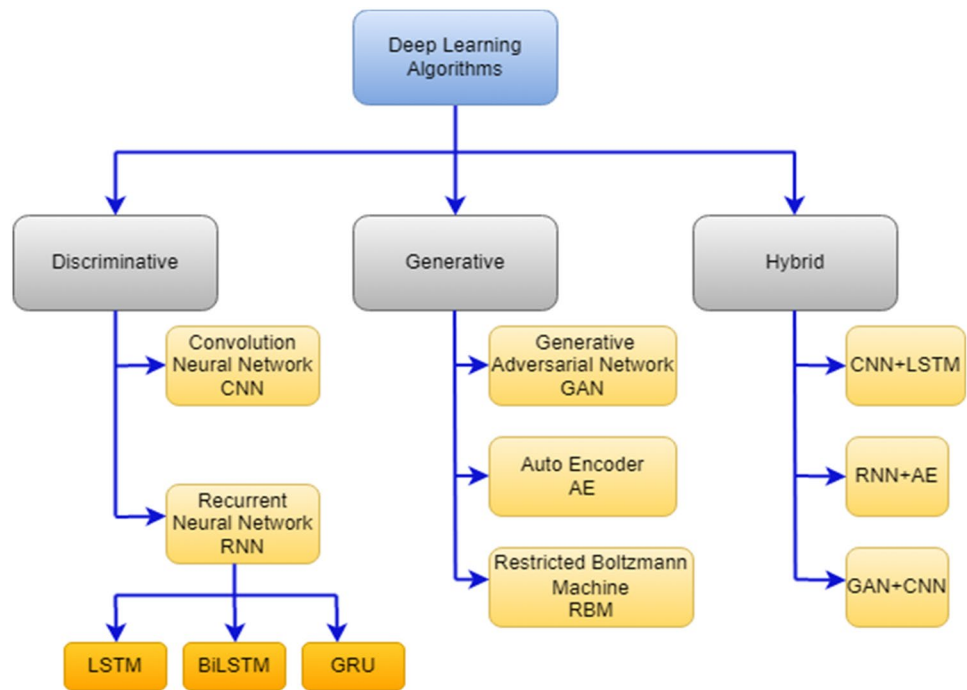 Deep Learning
Algorithms
Discriminative
Generative
Hybrid
Convolution
Neural Network
CNN
Recurrent
Neural Network
RNN
LSTM
BiLSTM
GRU
Generative
Adversarial Network
GAN
Auto Encoder
AE
Restricted Boltzmann
Machine
RBM
CNN+LSTM
RNN+AE
GAN+CNN